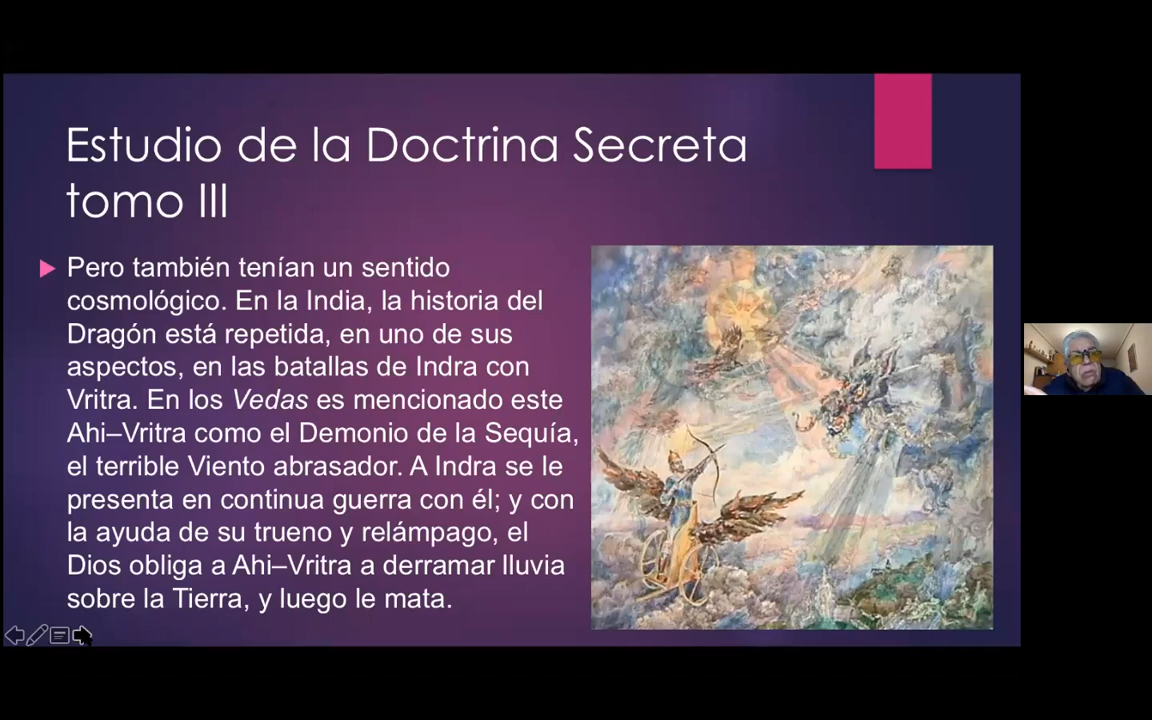 Estudio de la Doctrina Secreta
tomo III
Pero también tenían un sentido
cosmológico. En la India, la historia del
Dragón está repetida, en uno de sus
aspectos, en las batallas de Indra con
Vritra. En los Vedas es mencionado este
Ahi–Vritra como el Demonio de la Sequía,
el terrible Viento abrasador. A Indra se le
presenta en continua guerra con él; y con
la ayuda de su trueno y relámpago, el
Dios obliga a Ahi–Vritra a derramar lluvia
sobre la Tierra, y luego le mata.